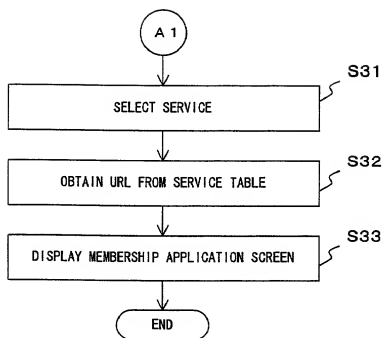 A1
S31
SELECT SERVICE
S32
OBTAIN URL FROM SERVICE TABLE
S33
DISPLAY MEMBERSHIP APPLICATION SCREEN
END